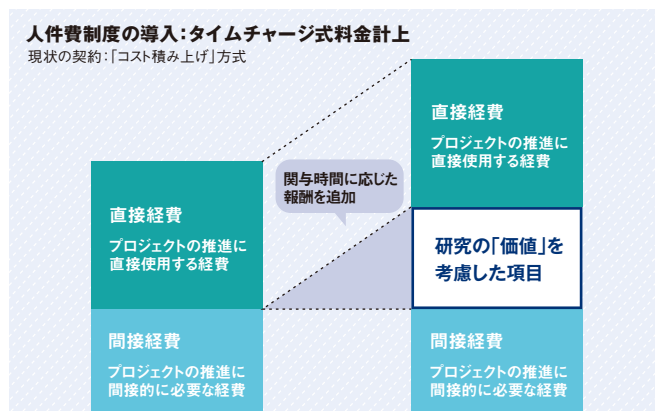 人件費制度の導入：タイムチャージ式料金計上
現状の契約：「コスト積み上げ」方式
直接経費
プロジェクトの推進に
直接使用する経費
間接経費
プロジェクトの推進に
間接的に必要な経費
関与時間に応じた
報酬を追加
直接経費
プロジェクトの推進に
直接使用する経費
研究の「価値」を
考慮した項目
間接経費
プロジェクトの推進に
間接的に必要な経費